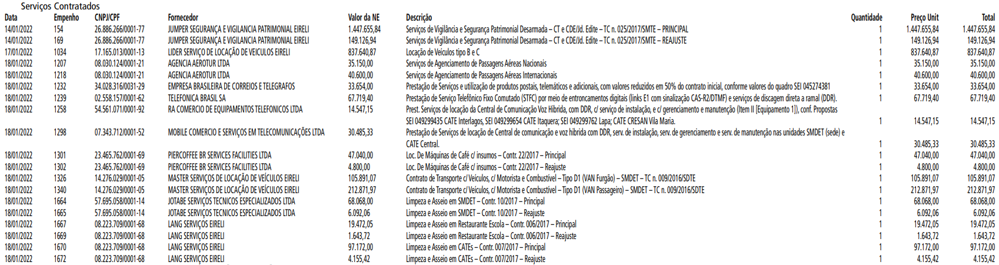 Serviços Contratados
Data Empenho CNPJ/CPF Fornecedor Valor da NE Descrição Quantidade Preço Unit Total
14/01/2022 154 26.886.266/0001-77 JUMPER SEGURANÇA E VIGILANCIA PATRIMONIAL EIRELI 1.447.655,84 Serviços de Vigilância e Segurança Patrimonial Desarmada – CT e CDE/Jd. Edite – TC n. 025/2017/SMTE – PRINCIPAL 1 1.447.655,84 1.447.655,84
14/01/2022 169 26.886.266/0001-77 JUMPER SEGURANÇA E VIGILANCIA PATRIMONIAL EIRELI 149.126,94 Serviços de Vigilância e Segurança Patrimonial Desarmada – CT e CDE/Jd. Edite – TC n. 025/2017/SMTE – REAJUSTE 1 149.126,94 149.126,94
17/01/2022 1034 17.165.013/0001-13 LIDER SERVIÇO DE LOCAÇÃO DE VEICULOS EIRELI 837.640,87 Locação de Veículos tipo B e C 1 837.640,87 837.640,87
18/01/2022 1207 08.030.124/0001-21 AGENCIA AEROTUR LTDA 35.150,00 Serviços de Agenciamento de Passagens Aéreas Nacionais 1 35.150,00 35.150,00
18/01/2022 1218 08.030.124/0001-21 AGENCIA AEROTUR LTDA 40.600,00 Serviços de Agenciamento de Passagens Aéreas Internacionais 1 40.600,00 40.600,00
18/01/2022 1232 34.028.316/0031-29 EMPRESA BRASILEIRA DE CORREIOS E TELEGRAFOS 33.654,00 Prestação de Serviços e utilização de produtos postais, telemáticos e adicionais, com valores reduzidos em 50% do contrato inicial, conforme valores do quadro SEI 045274381 1 33.654,00 33.654,00
18/01/2022 1239 02.558.157/0001-62 TELEFONICA BRASIL SA 67.719,40 Prestação de Serviço Telefônico Fixo Comutado (STFC) por meio de entroncamentos digitais (links E1 com sinalização CAS-R2/DTMF) e serviços de discagem direta a ramal (DDR). 1 67.719,40 67.719,40
18/01/2022 1258 54.561.071/0001-92 RA COMERCIO DE EQUIPAMENTOS TELEFONICOS LTDA 14.547,15 Prest. Serviços de locação da Central de Comunicação Voz Hibrida, com DDR, c/ serviço de instalação, e c/ gerenciamento e manutenção (Item II [Equipamento 1]), conf. Propostas
SEI 049299435 CATE Interlagos, SEI 049299654 CATE Itaquera; SEI 049299762 Lapa; CATE CRESAN Vila Maria. 1 14.547,15 14.547,15
18/01/2022 1298 07.343.712/0001-52 MOBILE COMERCIO E SERVIÇOS EM TELECOMUNICAÇÕES LTDA 30.485,33 Prestação de Serviços de locação de Central de comunicação e voz hibrida com DDR, serv. de instalação, serv. de gerenciamento e serv. de manutenção nas unidades SMDET (sede) e
CATE Central. 1 30.485,33 30.485,33
18/01/2022 1301 23.465.762/0001-69 PIERCOFFEE BR SERVICES FACILITIES LTDA 47.040,00 Loc. De Máquinas de Café c/ insumos – Contr. 22/2017 – Principal 1 47.040,00 47.040,00
18/01/2022 1302 23.465.762/0001-69 PIERCOFFEE BR SERVICES FACILITIES LTDA 4.800,00 Loc. De Máquinas de Café c/ insumos – Contr. 22/2017 – Reajuste 1 4.800,00 4.800,00
18/01/2022 1326 14.276.029/0001-05 MASTER SERVIÇOS DE LOCAÇÃO DE VEÍCULOS EIRELI 105.891,07 Contrato de Transporte c/ Veículos, c/ Motorista e Combustível – Tipo D1 (VAN Furgão) – SMDET – TC n. 009/2016/SDTE 1 105.891,07 105.891,07
18/01/2022 1340 14.276.029/0001-05 MASTER SERVIÇOS DE LOCAÇÃO DE VEÍCULOS EIRELI 212.871,97 Contrato de Transporte c/ Veículos, c/ Motorista e Combustível – Tipo D1 (VAN Passageiro) – SMDET – TC n. 009/2016/SDTE 1 212.871,97 212.871,97
18/01/2022 1664 57.695.058/0001-14 JOTABE SERVIÇOS TECNICOS ESPECIALIZADOS LTDA 68.068,00 Limpeza e Asseio em SMDET – Contr. 10/2017 – Principal 1 68.068,00 68.068,00
18/01/2022 1665 57.695.058/0001-14 JOTABE SERVIÇOS TECNICOS ESPECIALIZADOS LTDA 6.092,06 Limpeza e Asseio em SMDET – Contr. 10/2017 – Reajuste 1 6.092,06 6.092,06
18/01/2022 1667 08.223.709/0001-68 LANG SERVIÇOS EIRELI 19.472,05 Limpeza e Asseio em Restaurante Escola – Contr. 006/2017 – Principal 1 19.472,05 19.472,05
18/01/2022 1669 08.223.709/0001-68 LANG SERVIÇOS EIRELI 1.643,72 Limpeza e Asseio em Restaurante Escola – Contr. 006/2017 – Reajuste 1 1.643,72 1.643,72
18/01/2022 1670 08.223.709/0001-68 LANG SERVIÇOS EIRELI 97.172,00 Limpeza e Asseio em CATEs – Contr. 007/2017 – Principal 1 97.172,00 97.172,00
18/01/2022 1672 08.223.709/0001-68 LANG SERVIÇOS EIRELI 4.155,42 Limpeza e Asseio em CATEs – Contr. 007/2017 – Reajuste 1 4.155,42 4.155,42